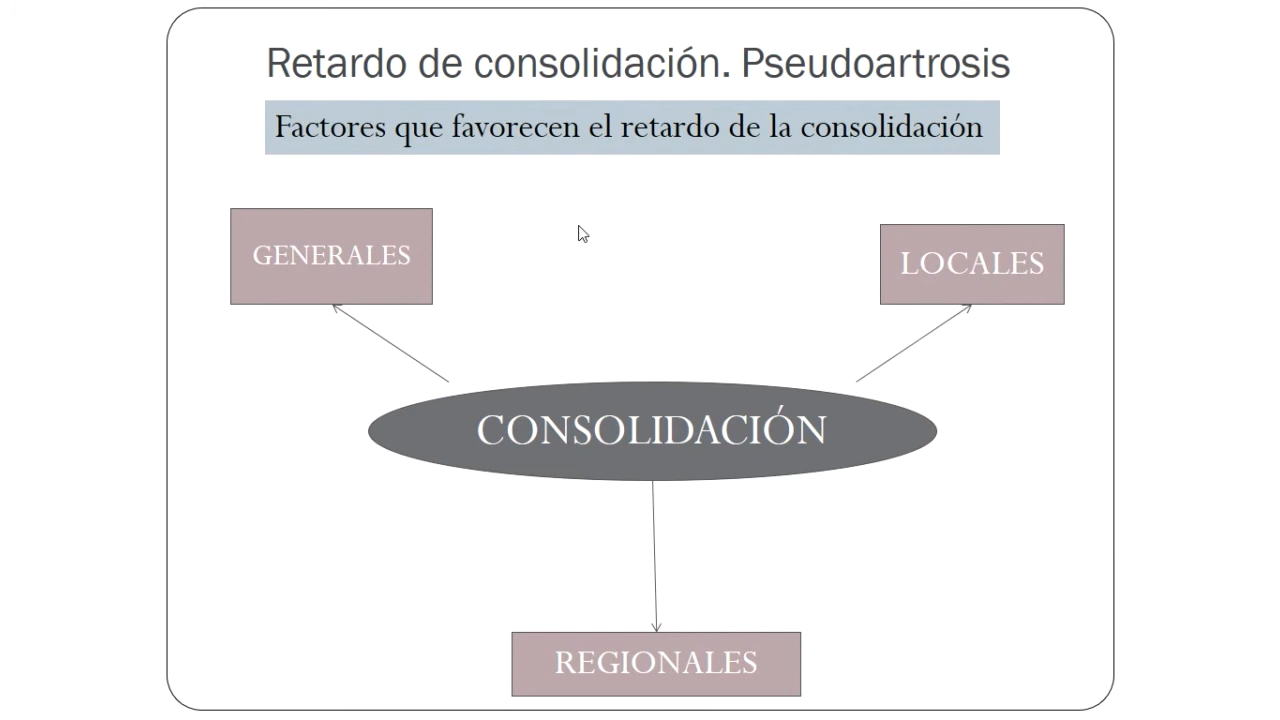 Retardo de consolidación. Pseudoartrosis
Factores que favorecen el retardo de la consolidación
GENERALES
LOCALES
CONSOLIDACIÓN
REGIONALES